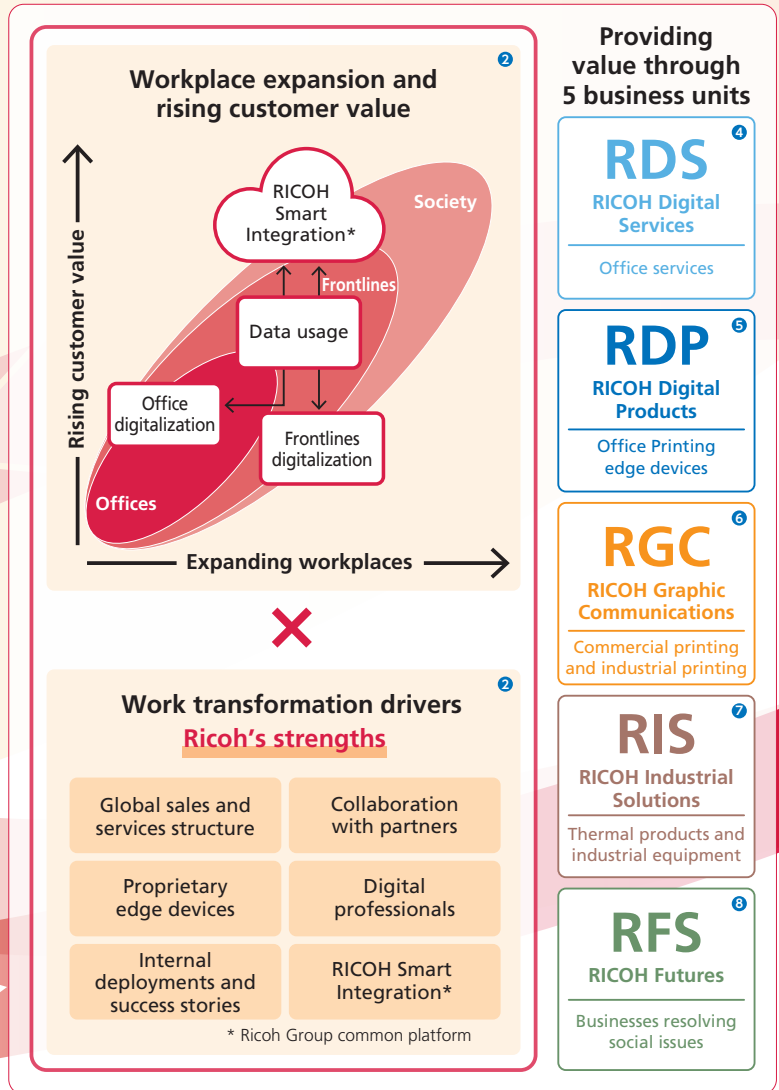 2
Workplace expansion and
rising customer value
Rising customer value
RICOH
Smart
Integration*
Society
Frontlines
Data usage
Office
digitalization
Frontlines
digitalization
Offices
Expanding workplaces
2
Work transformation drivers
Ricoh's strengths
Global sales and
services structure
Collaboration
with partners
Proprietary
edge devices
Digital
professionals
Internal
deployments and
success stories
RICOH Smart
Integration*
* Ricoh Group common platform
Providing
value through
5 business units
4
RDS
RICOH Digital
Services
Office services
5
RDP
RICOH Digital
Products
Office Printing
edge devices
6
RGC
RICOH Graphic
Communications
Commercial printing
and industrial printing
7
RIS
RICOH Industrial
Solutions
Thermal products and
industrial equipment
8
RFS
RICOH Futures
Businesses resolving
social issues